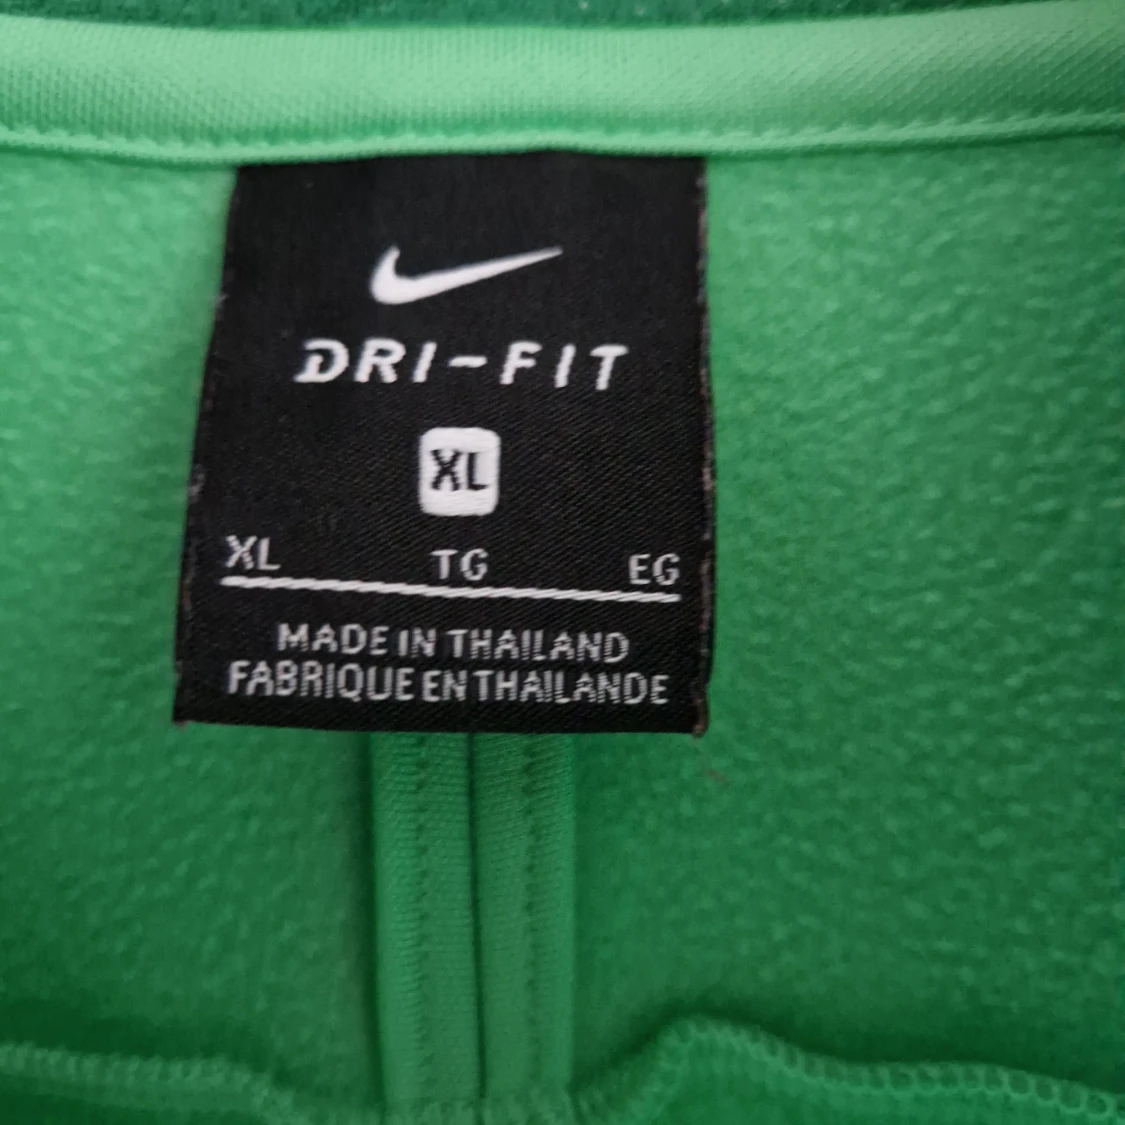 DRI-FIT
XL
XL TG EG
MADE IN THAILAND
FABRIQUE EN THAILANDE